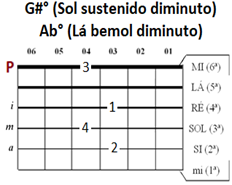 G#° (Sol sustenido diminuto)
Ab° (Lá bemol diminuto)
06 05 04 03 02 01
P 3 MI (6ª)
LÁ (5ª)
i 1 RÉ (4ª)
m 4 SOL (3ª)
a 2 SI (2ª)
mi (1ª)